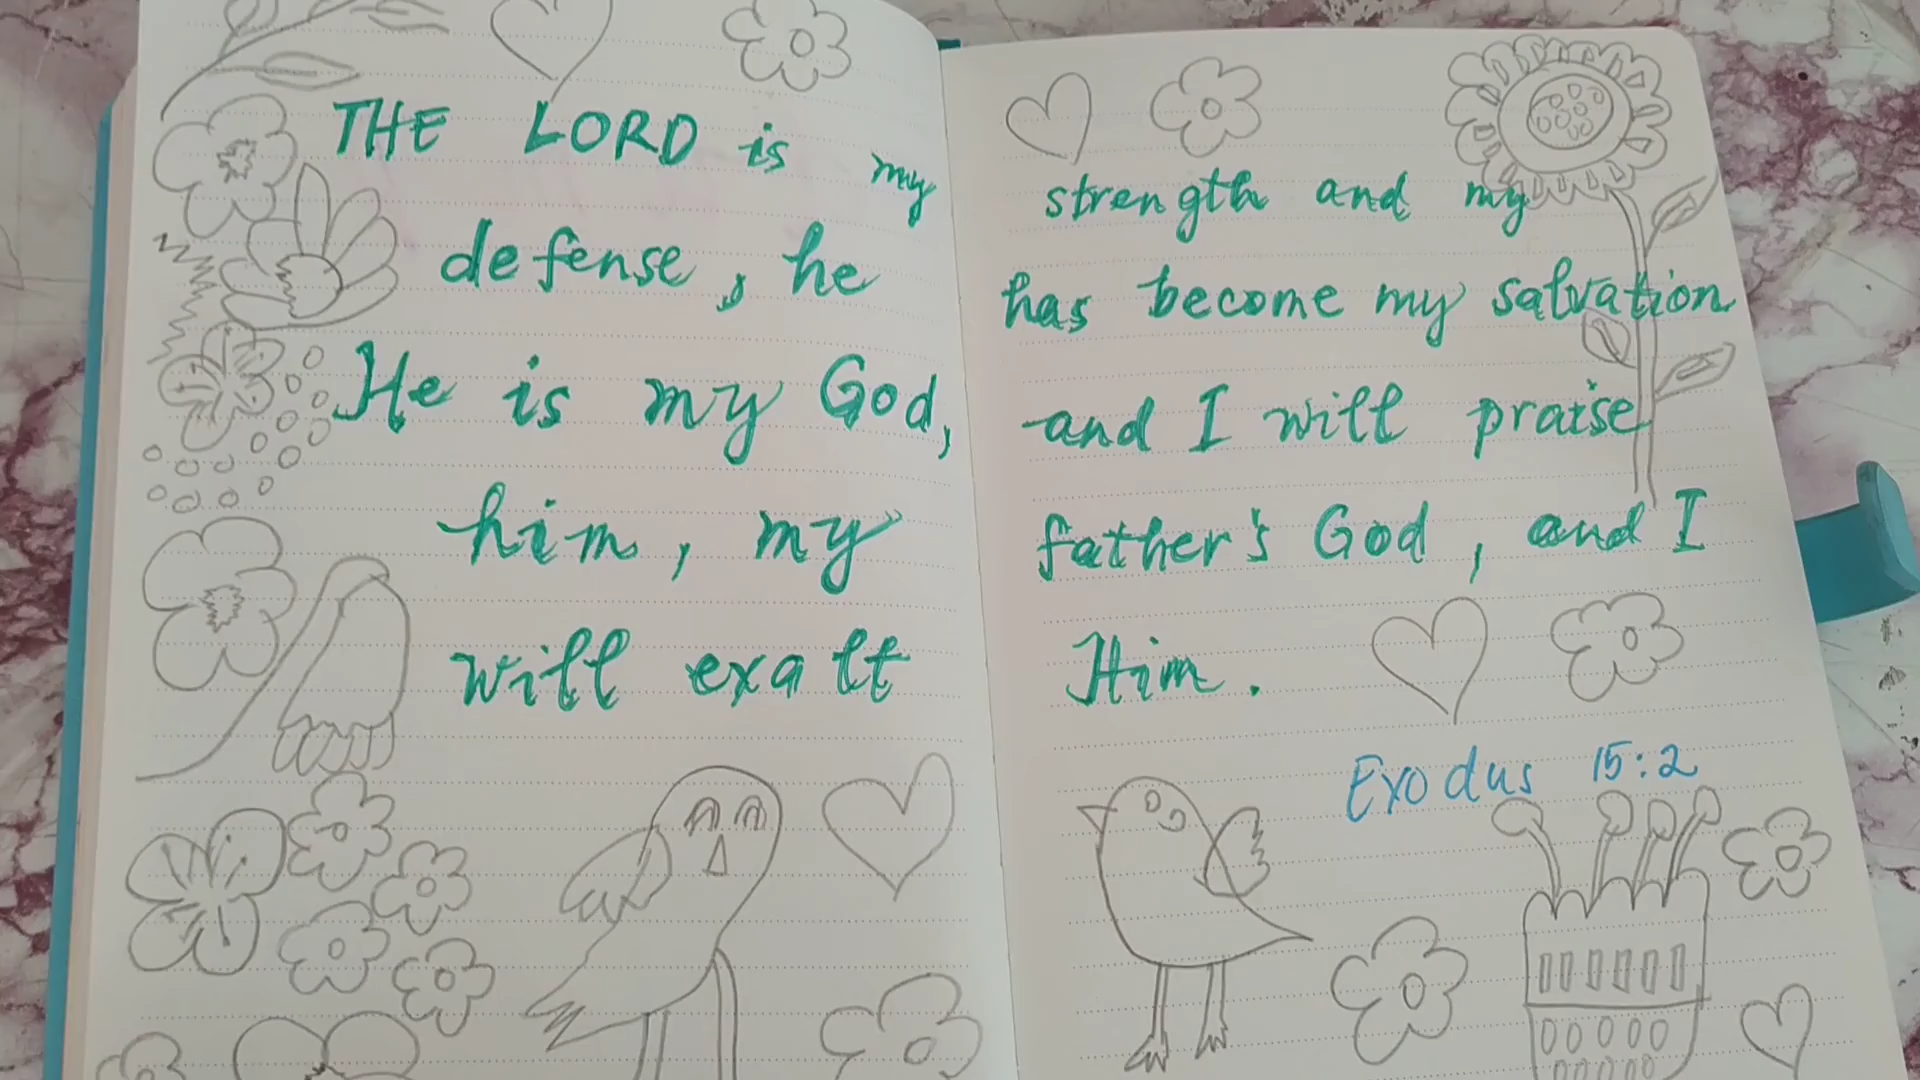 THE LORD is my strength and my
defense, he has become my salvation.
He is my God, and I will praise
him, my father's God, and I
will exalt Him.
Exodus 15:2